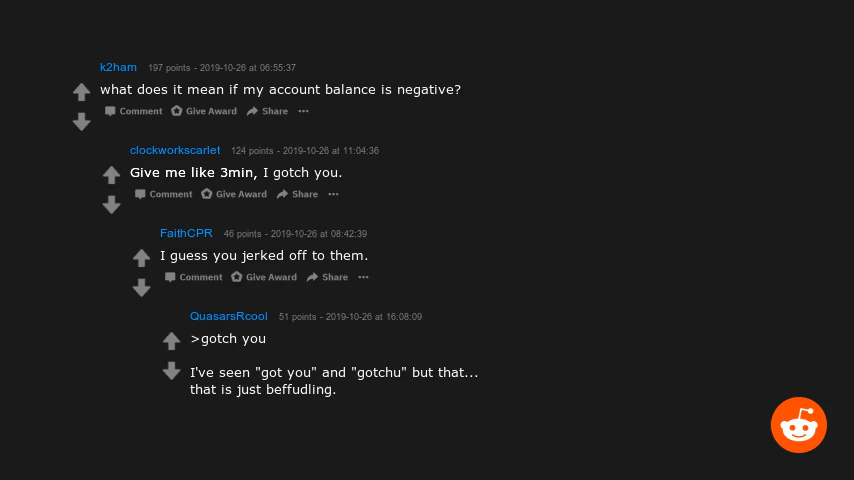 k2ham 197 points - 2019-10-26 at 06:55:37
what does it mean if my account balance is negative?
Comment Give Award Share ...
clockworkscarlet 124 points - 2019-10-26 at 11:04:36
Give me like 3min, I gotch you.
Comment Give Award Share ...
FaithCPR 46 points - 2019-10-26 at 08:42:39
I guess you jerked off to them.
Comment Give Award Share ...
QuasarsRcool 51 points - 2019-10-26 at 16:08:09
>gotch you
I've seen "got you" and "gotchu" but that...
that is just beffudling.